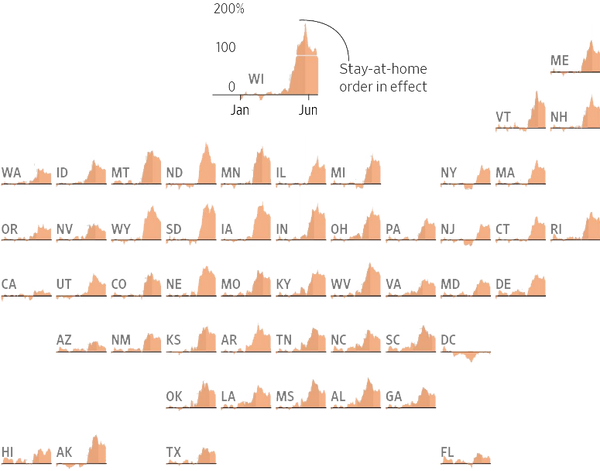 200%
100
0
WI
Jan
Jun
Stay-at-home
order in effect
ME
VT NH
WA ID MT ND MN IL MI NY MA
OR NV WY SD IA IN OH PA NJ CT RI
CA UT CO NE MO KY WV VA MD DE
AZ NM KS AR TN NC SC DC
OK LA MS AL GA
HI AK TX FL